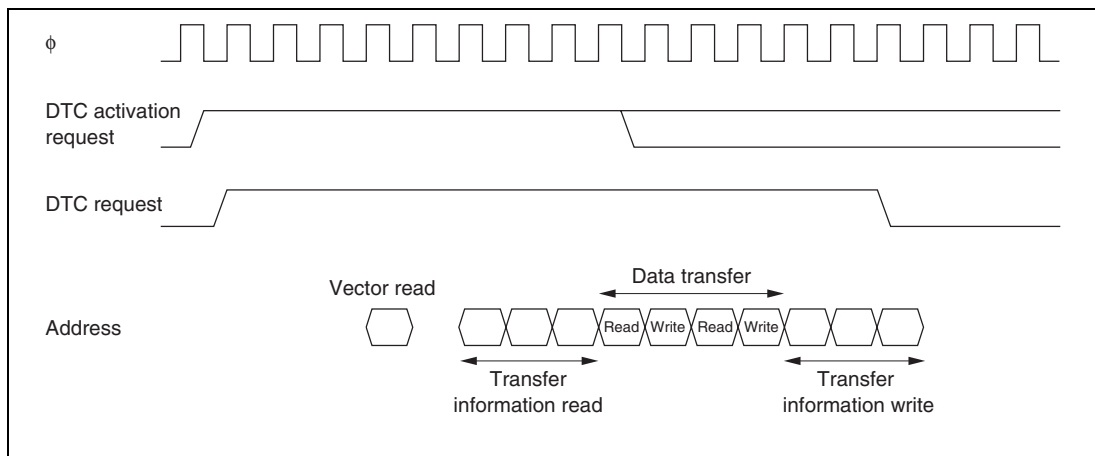 ϕ
DTC activation
request
DTC request
Data transfer
Vector read
Address
Read Write Read Write
Transfer
information read
Transfer
information write